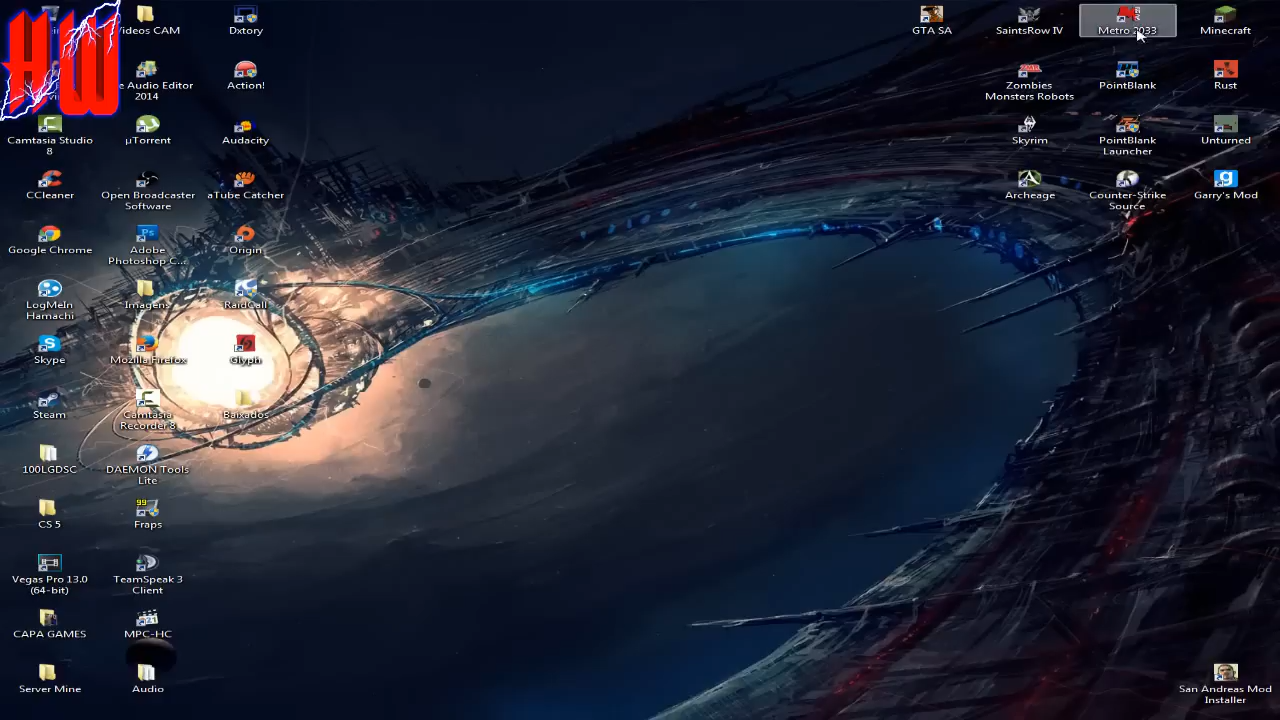 HW
Videos CAM
Dxtory
e Audio Editor
2014
Action!
Camtasia Studio
8
µTorrent
Audacity
CCleaner
Open Broadcaster
Software
aTube Catcher
Google Chrome
Adobe
Photoshop C...
Origin
LogMeIn
Hamachi
Imagens
RaidCall
Skype
Mozilla Firefox
Glyph
Steam
Camtasia
Recorder 8
Baixados
100LGDSC
DAEMON Tools
Lite
CS 5
99
Fraps
Vegas Pro 13.0
(64-bit)
TeamSpeak 3
Client
CAPA GAMES
MPC-HC
Server Mine
Audio
GTA SA
SaintsRow IV
Metro 2033
Minecraft
Zombies
Monsters Robots
PointBlank
Rust
Skyrim
PointBlank
Launcher
Unturned
Archeage
Counter-Strike
Source
Garry's Mod
San Andreas Mod
Installer